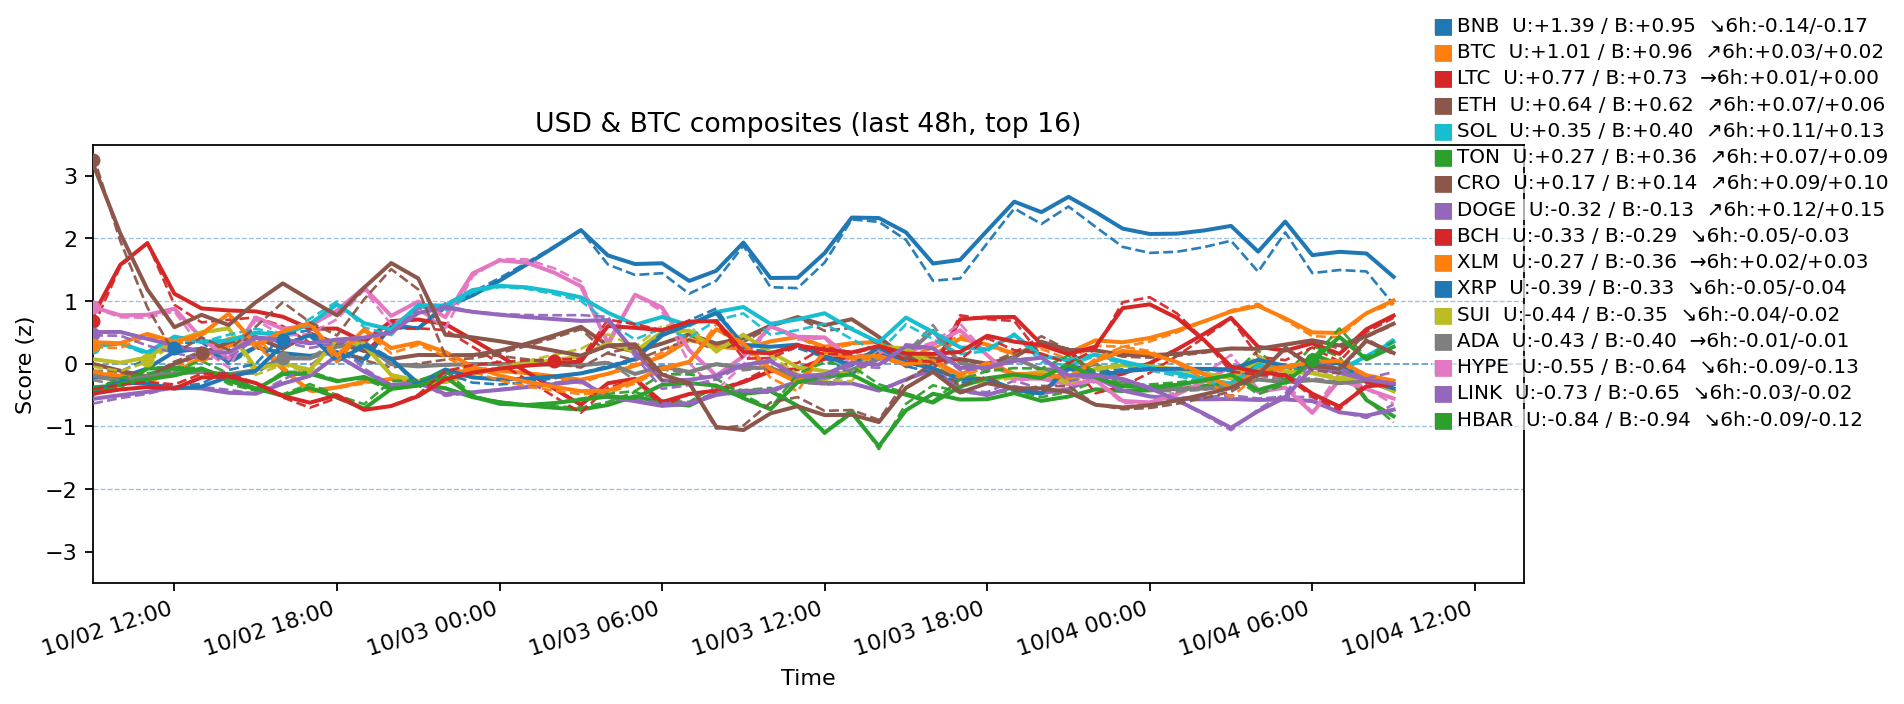 BNB  U:+1.39 / B:+0.95  ↘6h:-0.14/-0.17
BTC  U:+1.01 / B:+0.96  ↗6h:+0.03/+0.02
LTC  U:+0.77 / B:+0.73  →6h:+0.01/+0.00
ETH  U:+0.64 / B:+0.62  ↗6h:+0.07/+0.06
SOL  U:+0.35 / B:+0.40  ↗6h:+0.11/+0.13
TON  U:+0.27 / B:+0.36  ↗6h:+0.07/+0.09
CRO  U:+0.17 / B:+0.14  ↗6h:+0.09/+0.10
DOGE  U:-0.32 / B:-0.13  ↗6h:+0.12/+0.15
BCH  U:-0.33 / B:-0.29  ↘6h:-0.05/-0.03
XLM  U:-0.27 / B:-0.36  →6h:+0.02/+0.03
XRP  U:-0.39 / B:-0.33  ↘6h:-0.05/-0.04
SUI  U:-0.44 / B:-0.35  ↘6h:-0.04/-0.02
ADA  U:-0.43 / B:-0.40  →6h:-0.01/-0.01
HYPE  U:-0.55 / B:-0.64  ↘6h:-0.09/-0.13
LINK  U:-0.73 / B:-0.65  ↘6h:-0.03/-0.02
HBAR  U:-0.84 / B:-0.94  ↘6h:-0.09/-0.12
USD & BTC composites (last 48h, top 16)
Score (z)
3
2
1
0
−1
−2
−3
10/02 12:00
10/02 18:00
10/03 00:00
10/03 06:00
10/03 12:00
10/03 18:00
10/04 00:00
10/04 06:00
10/04 12:00
Time